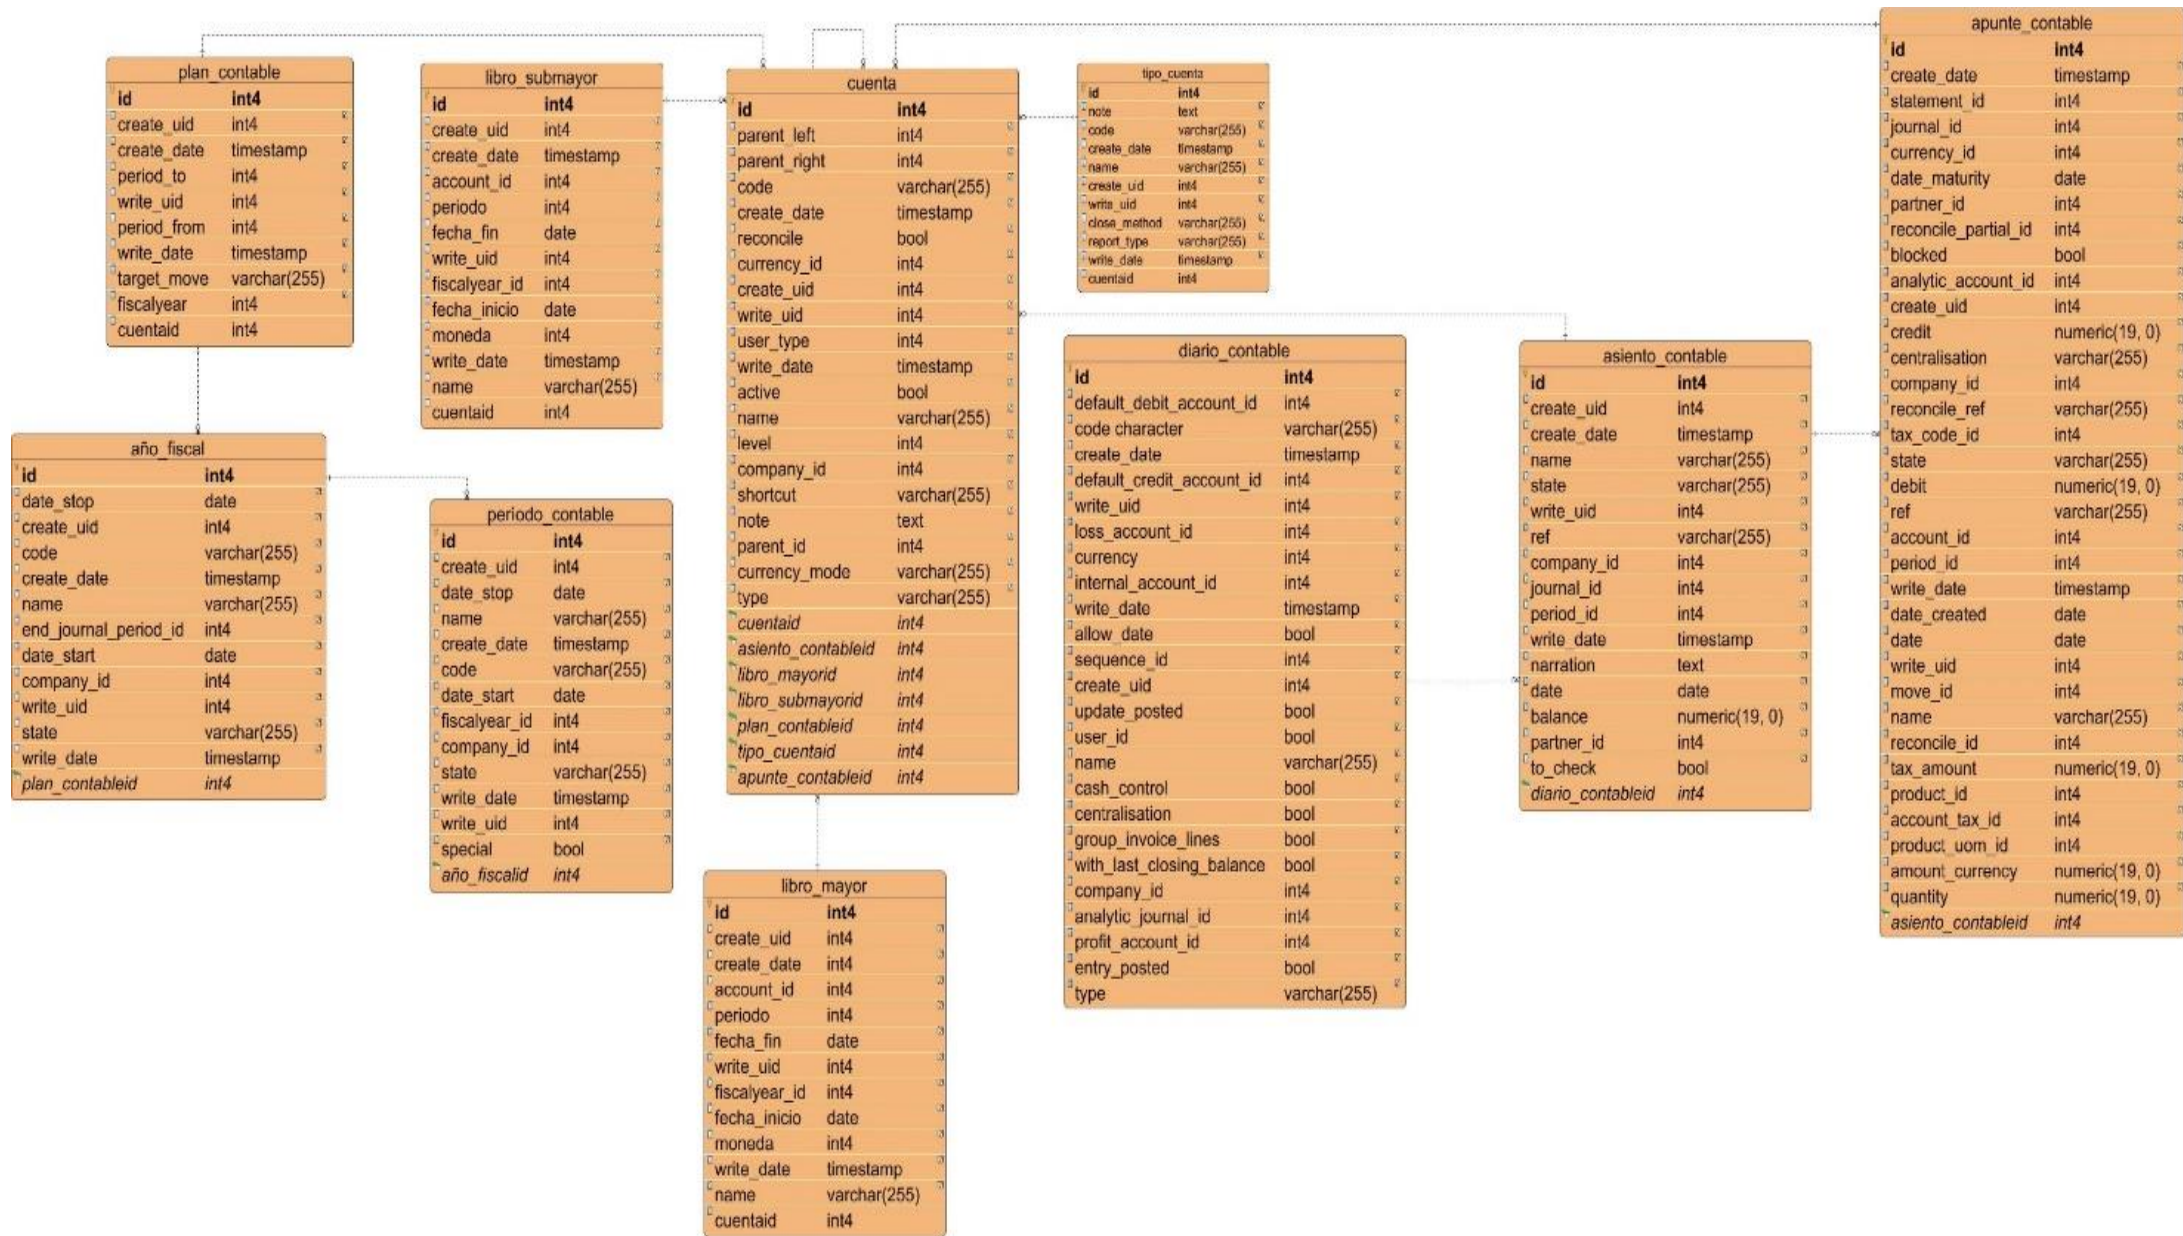 plan_contable
id int4
create_uid int4
create_date timestamp
period_to int4
write_uid int4
period_from int4
write_date timestamp
target_move varchar(255)
fiscalyear int4
cuentaid int4
libro_submayor
id int4
create_uid int4
create_date timestamp
account_id int4
periodo int4
fecha_fin date
write_uid int4
fiscalyear_id int4
fecha_inicio date
moneda int4
write_date timestamp
name varchar(255)
cuentaid int4
cuenta
id int4
parent_left int4
parent_right int4
code varchar(255)
create_date timestamp
reconcile bool
currency_id int4
create_uid int4
write_uid int4
user_type int4
write_date timestamp
active bool
name varchar(255)
level int4
company_id int4
shortcut varchar(255)
note text
parent_id int4
currency_mode varchar(255)
type varchar(255)
cuentaid int4
asiento_contableid int4
libro_mayorid int4
libro_submayorid int4
plan_contableid int4
tipo_cuentaid int4
apunte_contableid int4
tipo_cuenta
id int4
note text
code varchar(255)
create_date timestamp
name varchar(255)
create_uid int4
write_uid int4
close_method varchar(255)
report_type varchar(255)
write_date timestamp
cuentaid int4
apunte_contable
id int4
create_date timestamp
statement_id int4
journal_id int4
currency_id int4
date_maturity date
partner_id int4
reconcile_partial_id int4
blocked bool
analytic_account_id int4
create_uid int4
credit numeric(19, 0)
centralisation varchar(255)
company_id int4
reconcile_ref varchar(255)
tax_code_id int4
state varchar(255)
debit numeric(19, 0)
ref varchar(255)
account_id int4
period_id int4
write_date timestamp
date_created date
date date
write_uid int4
move_id int4
name varchar(255)
reconcile_id int4
tax_amount numeric(19, 0)
product_id int4
account_tax_id int4
product_uom_id int4
amount_currency numeric(19, 0)
quantity numeric(19, 0)
asiento_contableid int4
año_fiscal
id int4
date_stop date
create_uid int4
code varchar(255)
create_date timestamp
name varchar(255)
end_journal_period_id int4
date_start date
company_id int4
write_uid int4
state varchar(255)
write_date timestamp
plan_contableid int4
periodo_contable
id int4
create_uid int4
date_stop date
name varchar(255)
create_date timestamp
code varchar(255)
date_start date
fiscalyear_id int4
company_id int4
state varchar(255)
write_date timestamp
write_uid int4
special bool
año_fiscalid int4
diario_contable
id int4
default_debit_account_id int4
code character varchar(255)
create_date timestamp
default_credit_account_id int4
write_uid int4
loss_account_id int4
currency int4
internal_account_id int4
write_date timestamp
allow_date bool
sequence_id int4
create_uid int4
update_posted bool
user_id bool
name varchar(255)
cash_control bool
centralisation bool
group_invoice_lines bool
with_last_closing_balance bool
company_id int4
analytic_journal_id int4
profit_account_id int4
entry_posted bool
type varchar(255)
asiento_contable
id int4
create_uid int4
create_date timestamp
name varchar(255)
state varchar(255)
write_uid int4
ref varchar(255)
company_id int4
journal_id int4
period_id int4
write_date timestamp
narration text
date date
balance numeric(19, 0)
partner_id int4
to_check bool
diario_contableid int4
libro_mayor
id int4
create_uid int4
create_date int4
account_id int4
periodo int4
fecha_fin date
write_uid int4
fiscalyear_id int4
fecha_inicio date
moneda int4
write_date timestamp
name varchar(255)
cuentaid int4